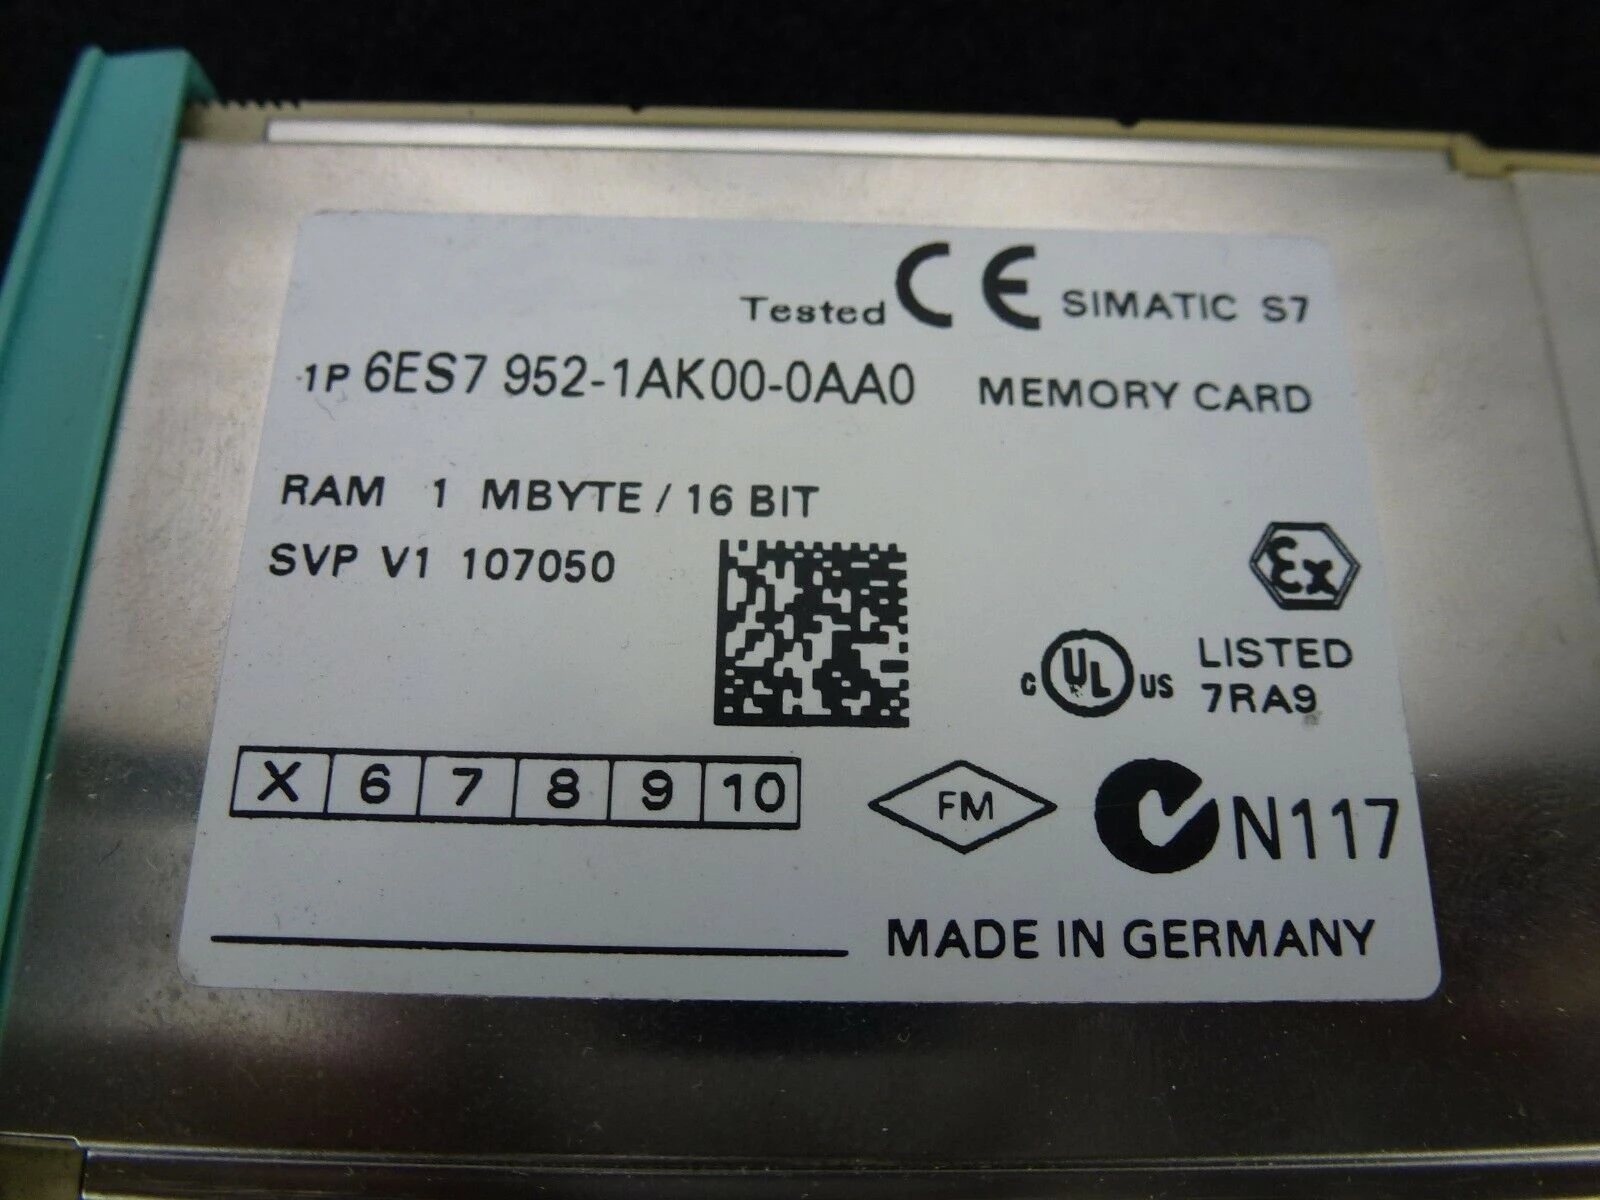 Tested CE SIMATIC S7
1P 6ES7 952-1AK00-0AA0 MEMORY CARD
RAM 1 MBYTE / 16 BIT
SVP V1 107050
Ex
C UL US LISTED
7RA9
X 6 7 8 9 10
FM
N117
MADE IN GERMANY